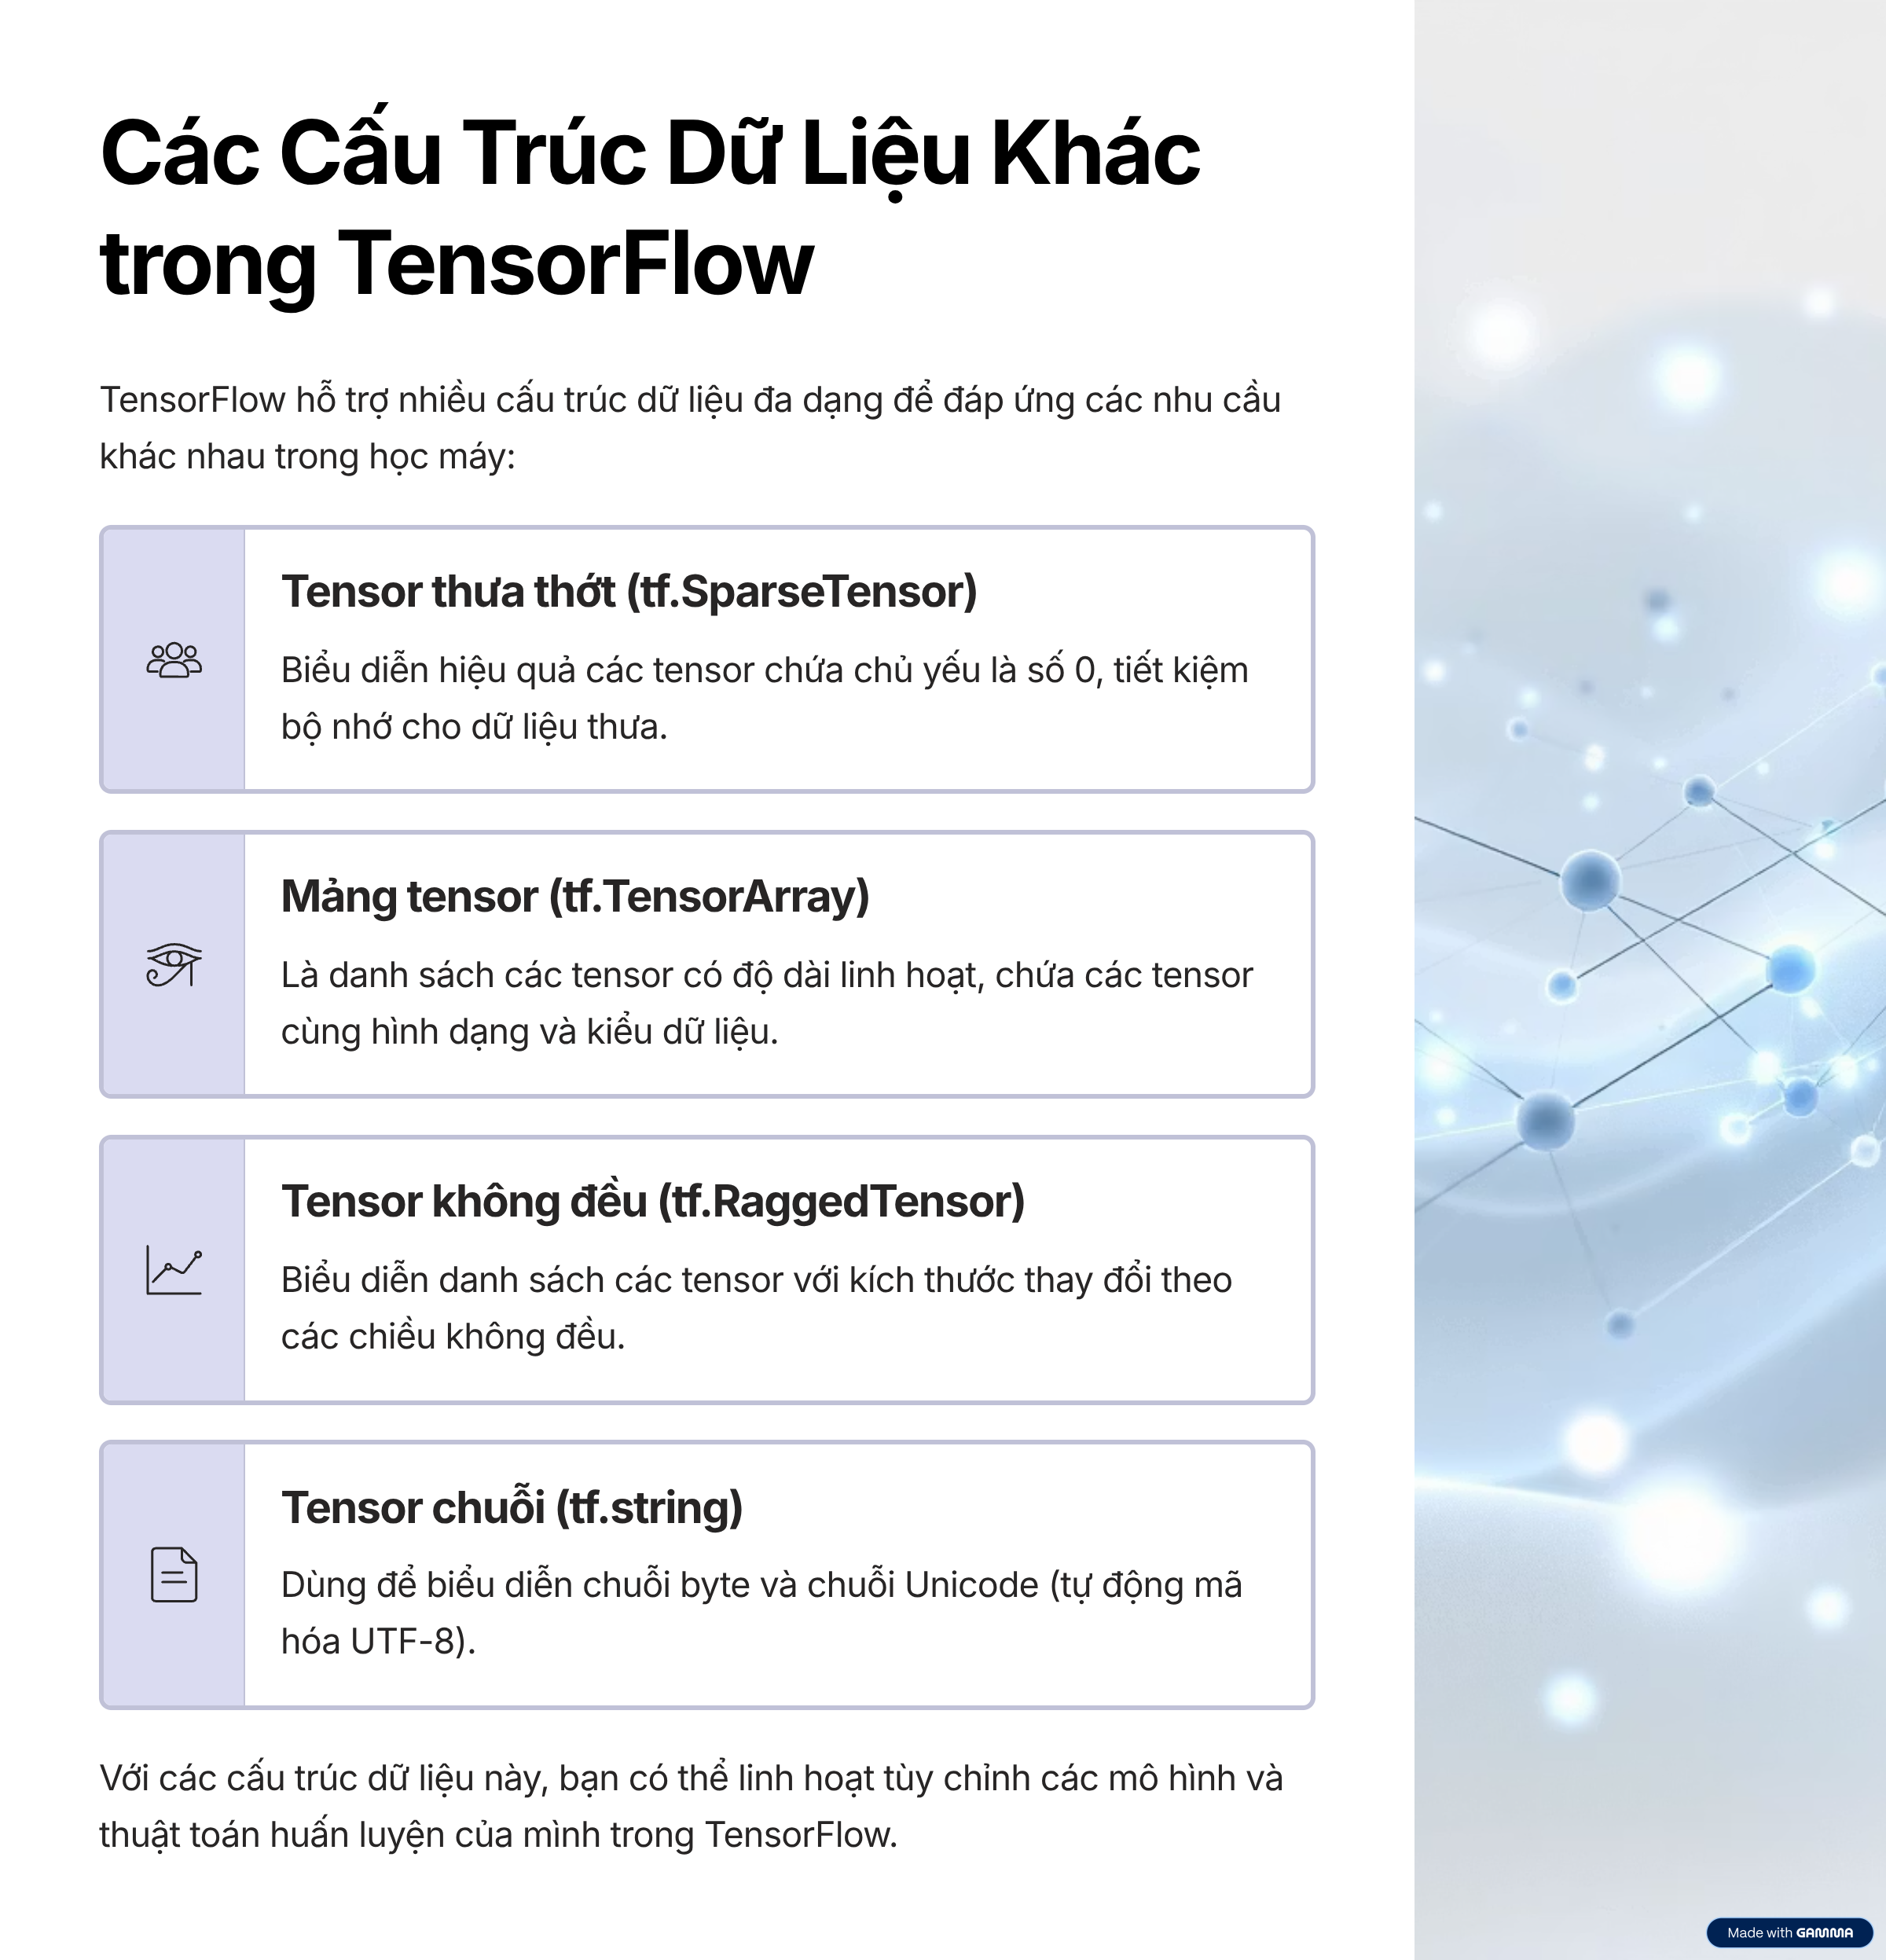 Các Cấu Trúc Dữ Liệu Khác
trong TensorFlow
TensorFlow hỗ trợ nhiều cấu trúc dữ liệu đa dạng để đáp ứng các nhu cầu
khác nhau trong học máy:
Tensor thưa thớt (tf.SparseTensor)
Biểu diễn hiệu quả các tensor chứa chủ yếu là số 0, tiết kiệm
bộ nhớ cho dữ liệu thưa.
Mảng tensor (tf.TensorArray)
Là danh sách các tensor có độ dài linh hoạt, chứa các tensor
cùng hình dạng và kiểu dữ liệu.
Tensor không đều (tf.RaggedTensor)
Biểu diễn danh sách các tensor với kích thước thay đổi theo
các chiều không đều.
Tensor chuỗi (tf.string)
Dùng để biểu diễn chuỗi byte và chuỗi Unicode (tự động mã
hóa UTF-8).
Với các cấu trúc dữ liệu này, bạn có thể linh hoạt tùy chỉnh các mô hình và
thuật toán huấn luyện của mình trong TensorFlow.
Made with GAMMA